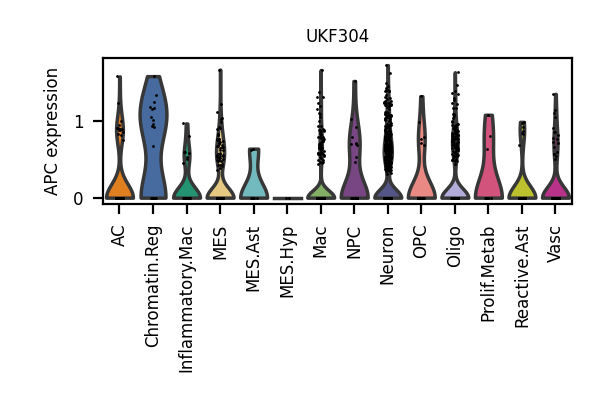 UKF304
APC expression
1
0
AC
Chromatin.Reg
Inflammatory.Mac
MES
MES.Ast
MES.Hyp
Mac
NPC
Neuron
OPC
Oligo
Prolif.Metab
Reactive.Ast
Vasc